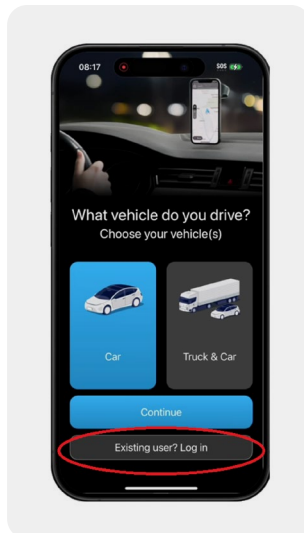 08:17
SOS
What vehicle do you drive?
Choose your vehicle(s)
Car
Truck & Car
Continue
Existing user? Log in